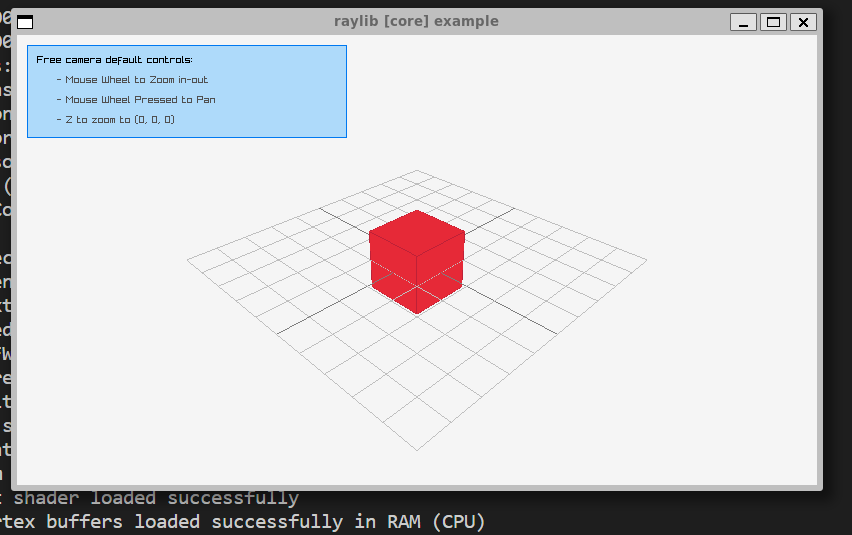 raylib [core] example
Free camera default controls:
- Mouse Wheel to Zoom in-out
- Mouse Wheel Pressed to Pan
- Z to zoom to (0, 0, 0)
shader loaded successfully
rtex buffers loaded successfully in RAM (CPU)